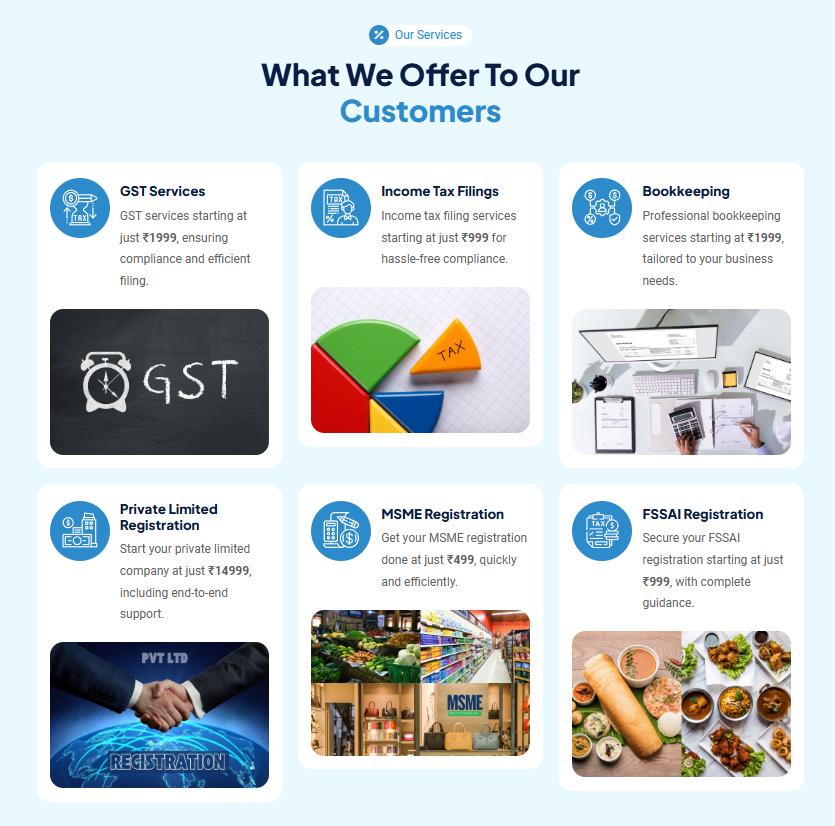 Our Services
What We Offer To Our
Customers
GST Services
GST services starting at
just ₹1999, ensuring
compliance and efficient
filing.
GST
Income Tax Filings
TAX
Income tax filing services
starting at just ₹999 for
hassle-free compliance.
TAX
Bookkeeping
Professional bookkeeping
services starting at ₹1999,
tailored to your business
needs.
Private Limited
Registration
Start your private limited
company at just ₹14999,
including end-to-end
support.
PVT LTD
REGISTRATION
MSME Registration
Get your MSME registration
done at just ₹499, quickly
and efficiently.
MSME
FSSAI Registration
TAX
Secure your FSSAI
registration starting at just
₹999, with complete
guidance.